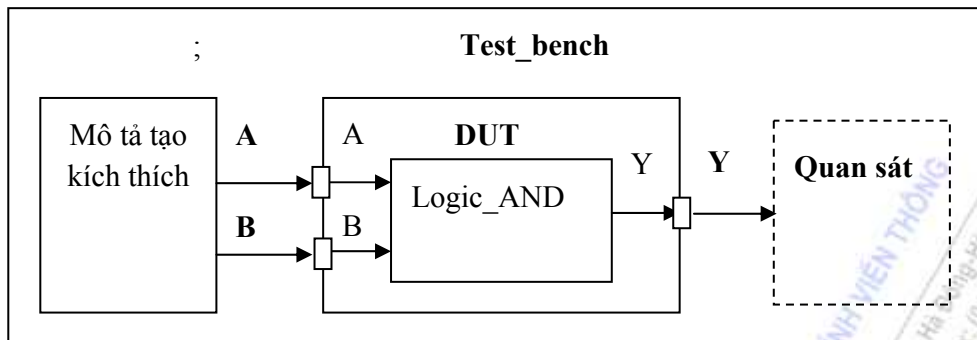 ;
Test_bench
Mô tả tạo
kích thích
A
B
A
B
DUT
Logic_AND
Y
Y
Quan sát